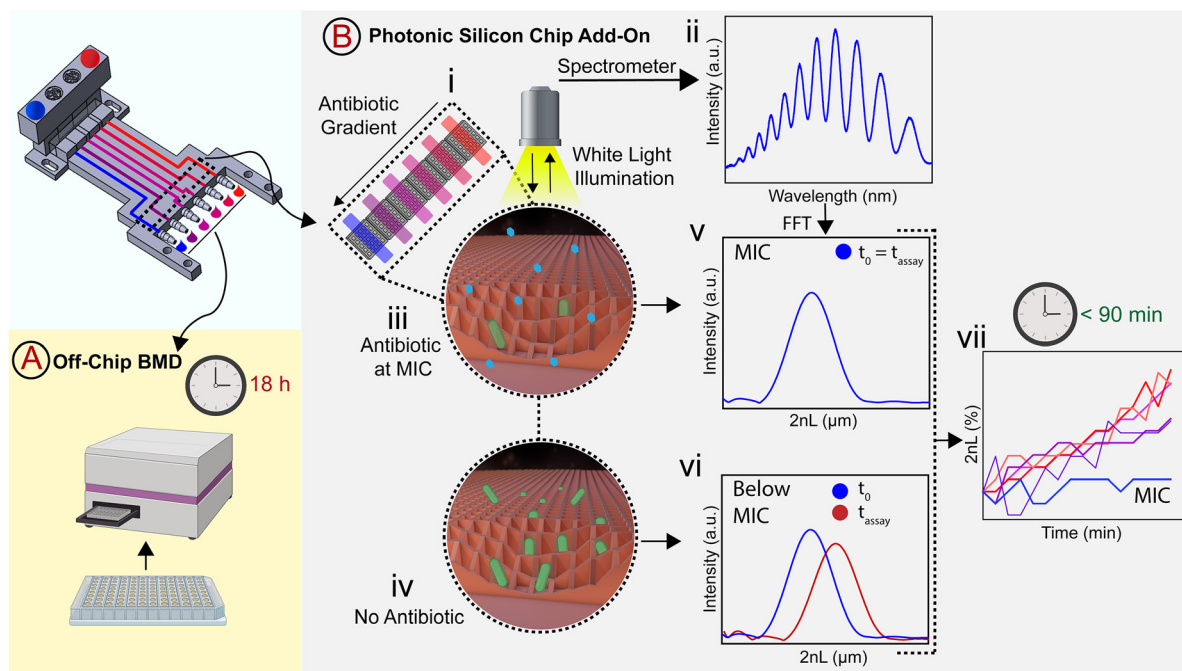 A Off-Chip BMD
18 h
B Photonic Silicon Chip Add-On
i
Antibiotic
Gradient
Spectrometer
White Light
Illumination
ii
Intensity (a.u.)
Wavelength (nm)
FFT
iii
Antibiotic
at MIC
iv
No Antibiotic
v
MIC
t0 = tassay
Intensity (a.u.)
2nL (µm)
vi
Below
MIC
t0
tassay
Intensity (a.u.)
2nL (µm)
< 90 min
vii
2nL (%)
MIC
Time (min)